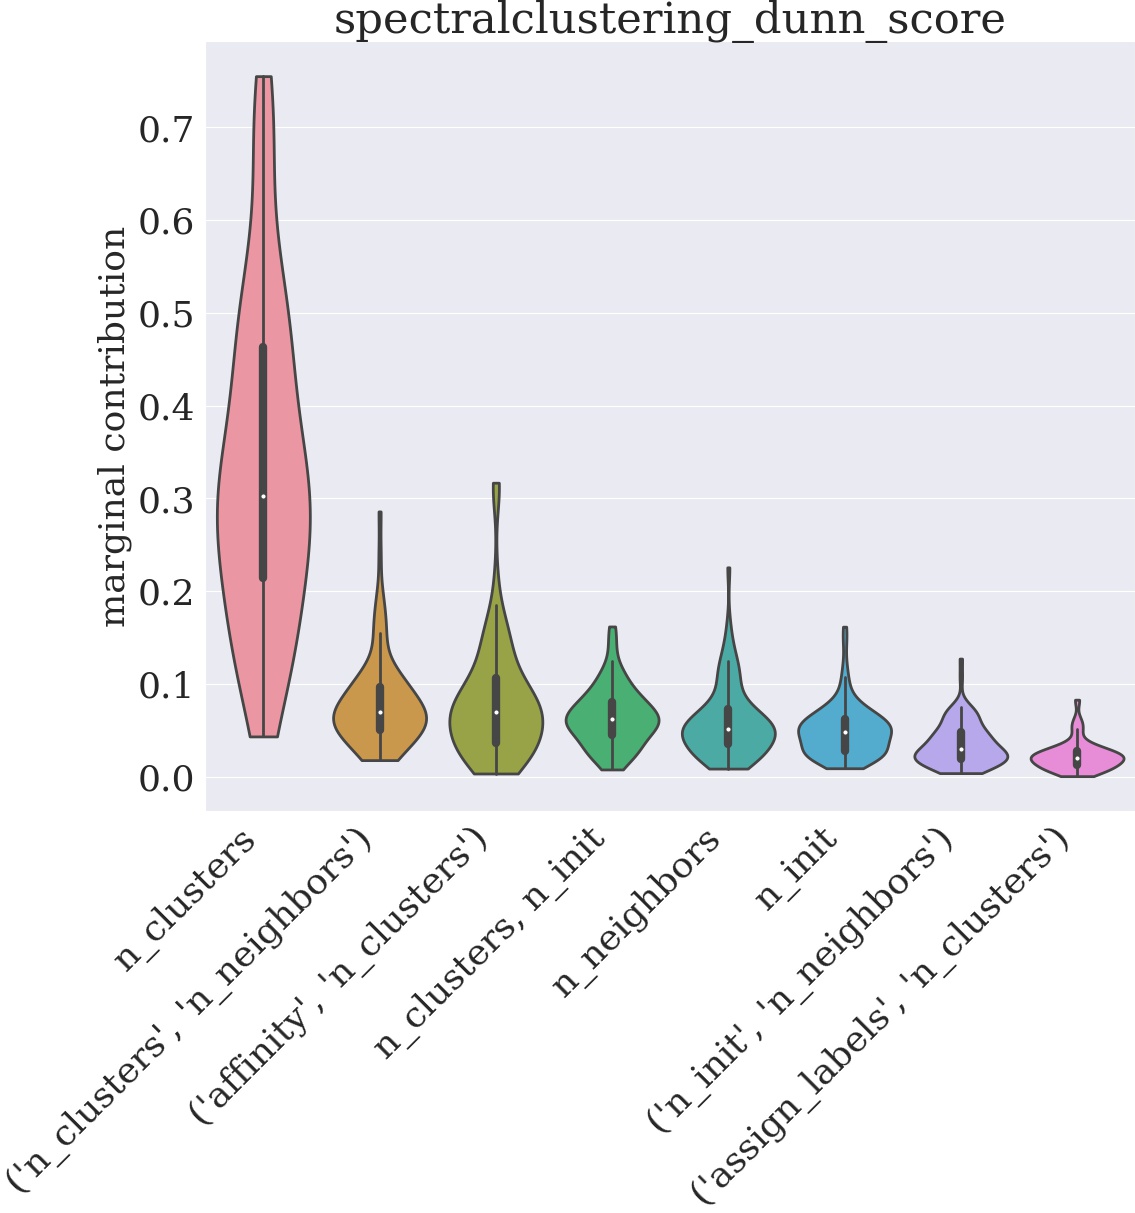 spectralclustering_dunn_score
marginal contribution
0.7
0.6
0.5
0.4
0.3
0.2
0.1
0.0
n_clusters
('n_clusters', 'n_neighbors')
('affinity', 'n_clusters')
n_clusters, n_init
n_neighbors
n_init
('n_init', 'n_neighbors')
('assign_labels', 'n_clusters')